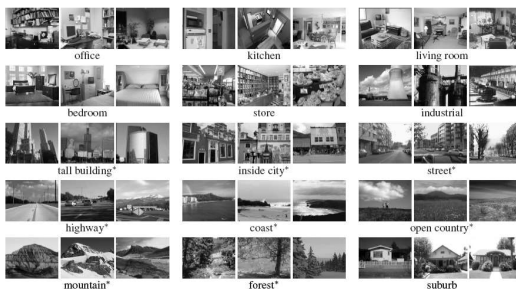 office
kitchen
living room
bedroom
store
industrial
tall building*
inside city*
street*
highway*
coast*
open country*
mountain*
forest*
suburb